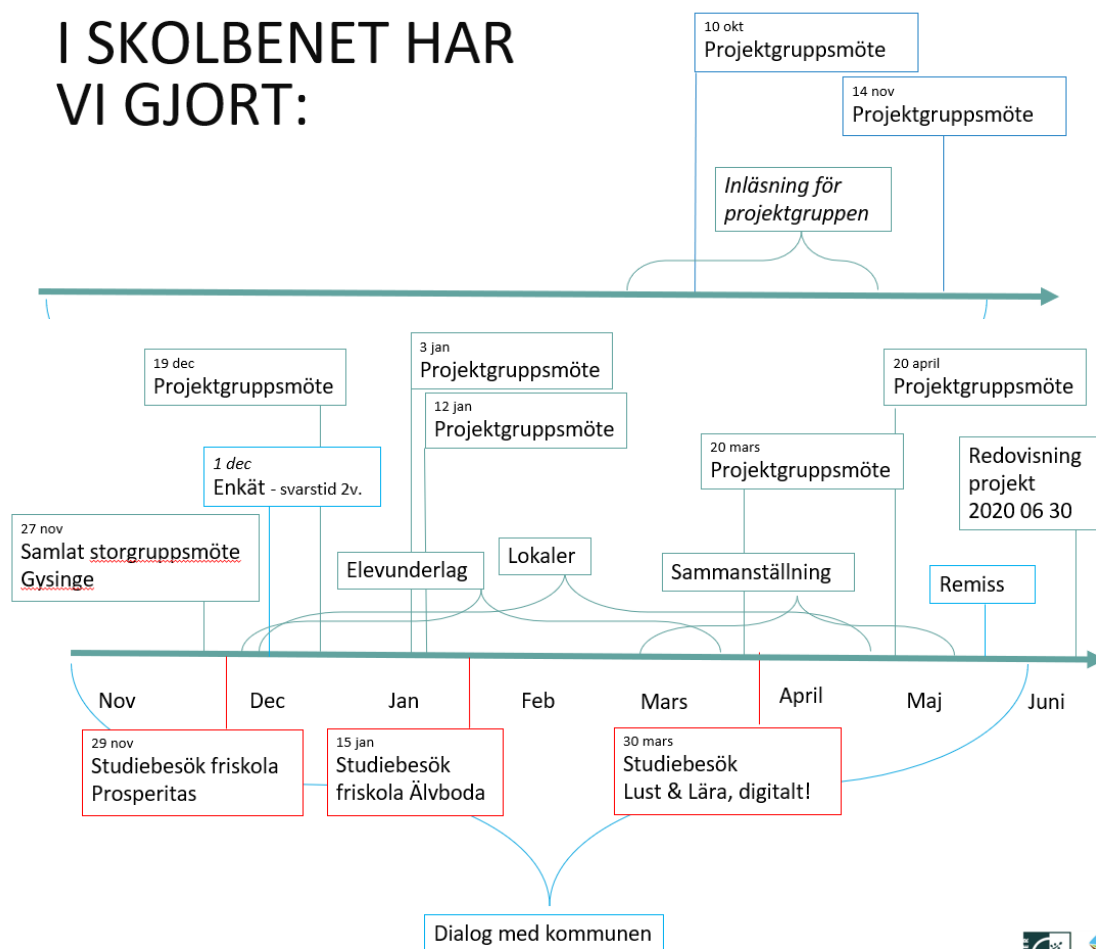 I SKOLBENET HAR
VI GJORT:
10 okt
Projektgruppsmöte
14 nov
Projektgruppsmöte
Inläsning för
projektgruppen
19 dec
Projektgruppsmöte
3 jan
Projektgruppsmöte
12 jan
Projektgruppsmöte
20 april
Projektgruppsmöte
1 dec
Enkät - svarstid 2v.
20 mars
Projektgruppsmöte
Redovisning
projekt
2020 06 30
27 nov
Samlat storgruppsmöte
Gysinge
Elevunderlag
Lokaler
Sammanställning
Remiss
Nov
Dec
Jan
Feb
Mars
April
Maj
Juni
29 nov
Studiebesök friskola
Prosperitas
15 jan
Studiebesök
friskola Älvboda
30 mars
Studiebesök
Lust & Lära, digitalt!
Dialog med kommunen